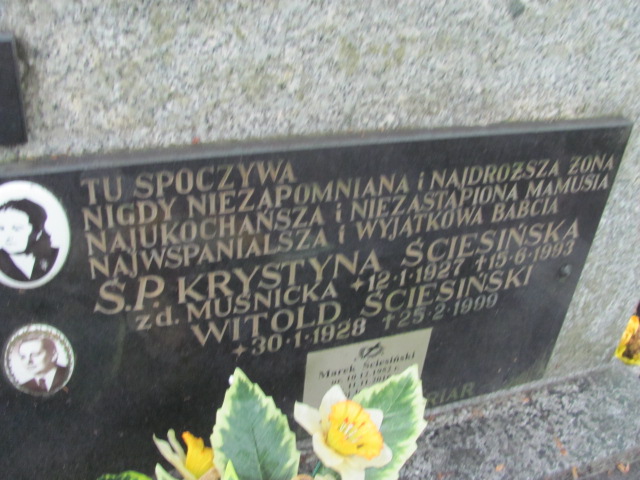 TU SPOCZYWA
NIGDY NIEZAPOMNIANA i NAJDROŻSZA ŻONA
NAJUKOCHAŃSZA i NIEZASTĄPIONA MAMUSIA
NAJWSPANIALSZA i WYJĄTKOWA BABCIA
Ś.P. KRYSTYNA ŚCIESIŃSKA
zd. MUŚNICKA +12·1·1927 †15·6·1993
WITOLD ŚCIESIŃSKI
+30·1·1928 †25·2·1999
Marek Ściesiński